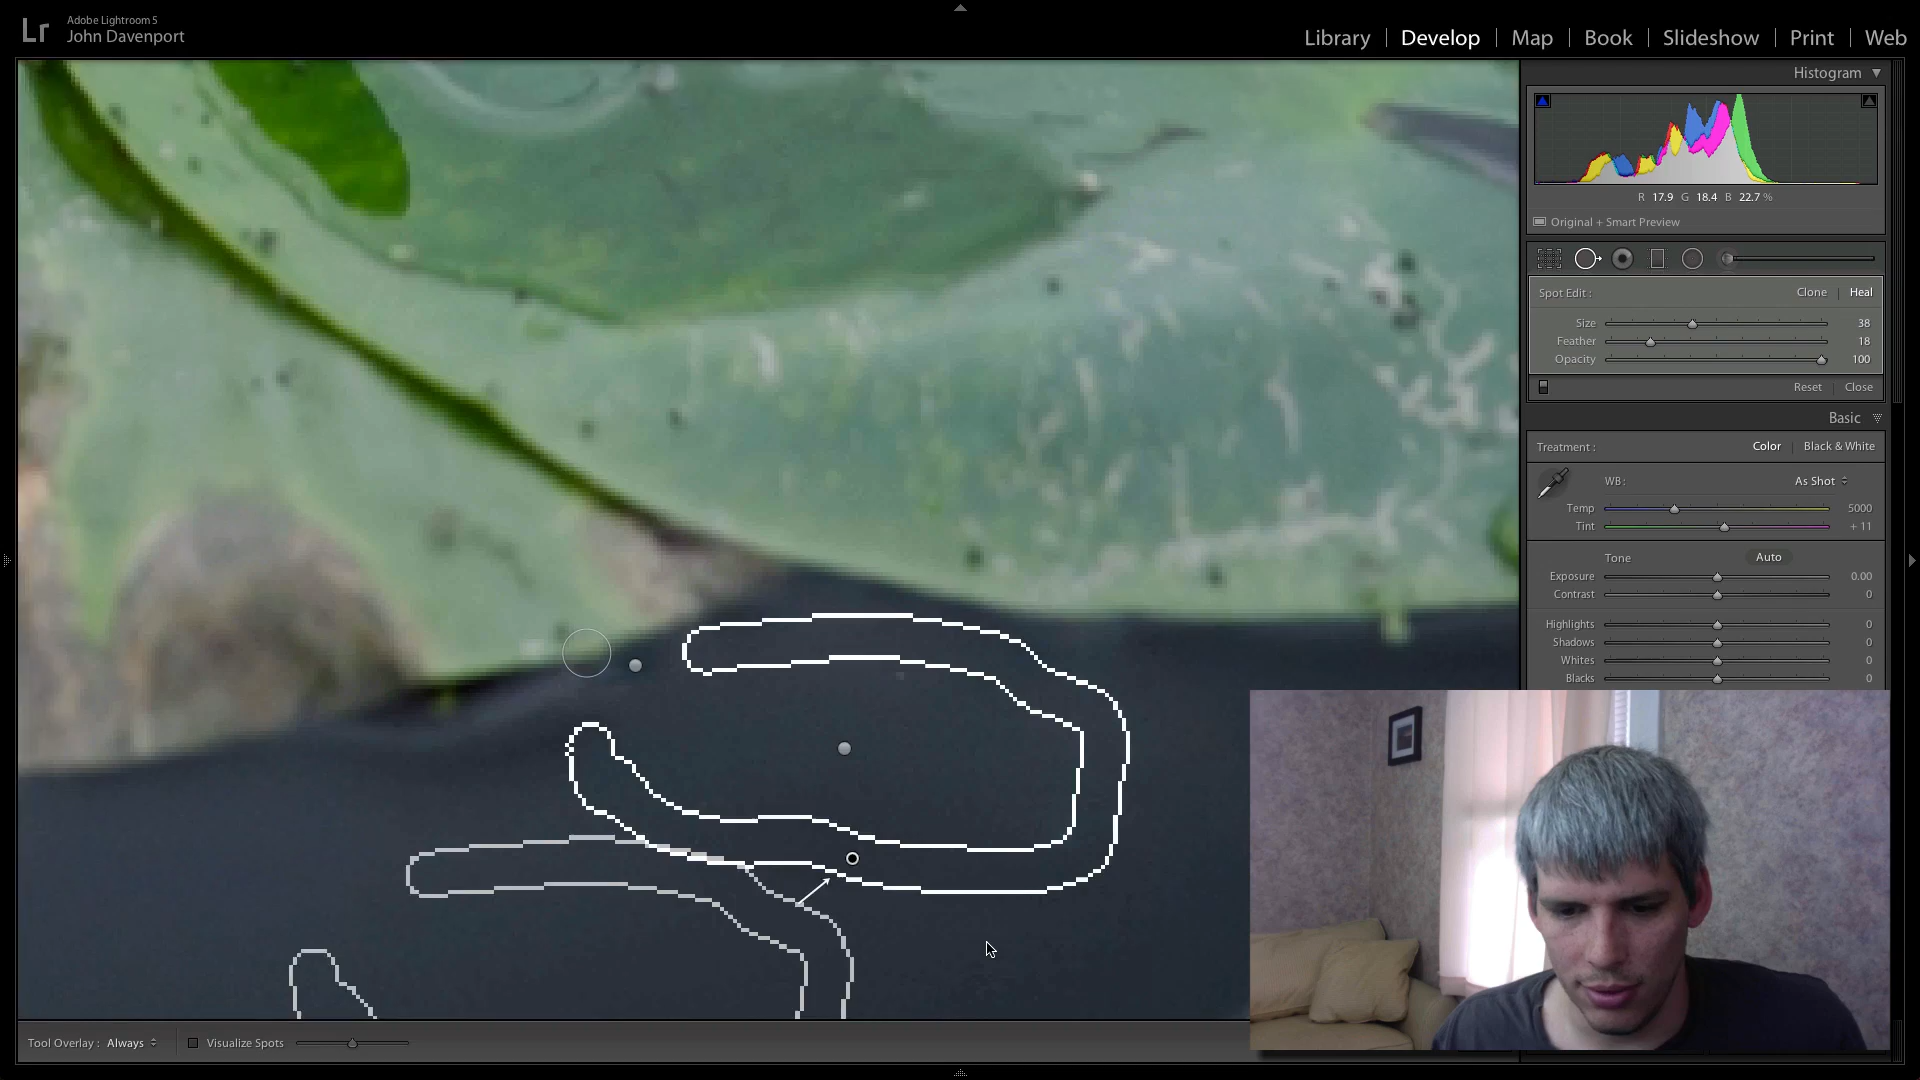 Lr
Adobe Lightroom 5
John Davenport
Library | Develop | Map | Book | Slideshow | Print | Web
Histogram
R 17.9 G 18.4 B 22.7 %
Original + Smart Preview
Spot Edit : Clone | Heal
Size 38
Feather 18
Opacity 100
Reset | Close
Basic
Treatment : Color | Black & White
WB: As Shot
Temp 5000
Tint + 11
Tone Auto
Exposure 0.00
Contrast 0
Highlights 0
Shadows 0
Whites 0
Blacks 0
Tool Overlay : Always Visualize Spots